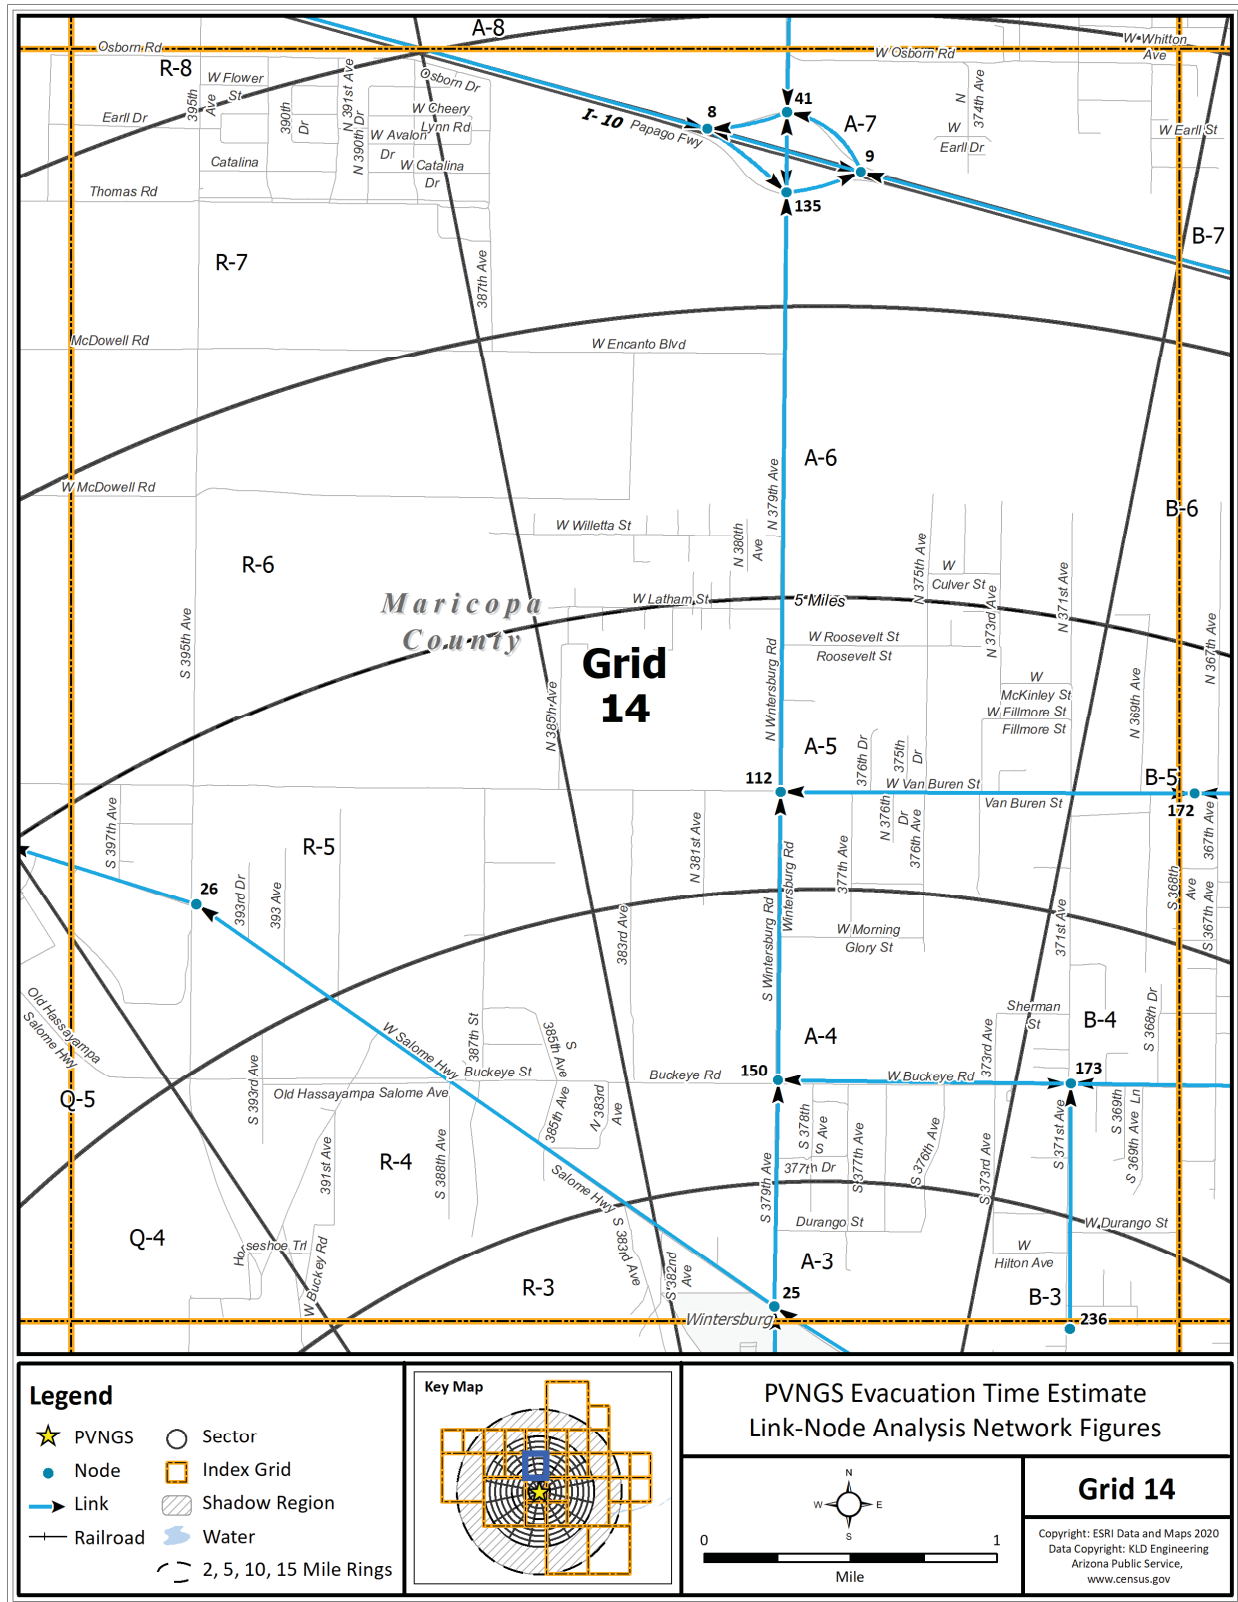 A-8
Osborn Rd
W Osborn Rd
W Whitton
Ave
R-8
W Flower
St
395th
Ave
390th
Dr
N 391st Ave
N 390th Dr
Osborn Dr
W Cheery
Lynn Rd
Earll Dr
W Avalon
Dr
Catalina
W Catalina
Dr
Thomas Rd
I- 10
Papago Fwy
8
41
A-7
9
135
N
374th Ave
W
Earll Dr
W Earll St
B-7
R-7
387th Ave
McDowell Rd
W Encanto Blvd
A-6
W McDowell Rd
N 379th Ave
B-6
W Willetta St
N 380th
Ave
N 375th Ave
W
Culver St
R-6
Maricopa
County
W Latham St
5 Miles
N 373rd Ave
N 371st Ave
N 367th Ave
S 395th Ave
Grid
14
W Roosevelt St
Roosevelt St
N Wintersburg Rd
W
McKinley St
W Fillmore St
Fillmore St
N 369th Ave
N 385th Ave
A-5
376th Dr
375th
Dr
112
W Van Buren St
Van Buren St
B-5
172
S 397th Ave
R-5
N 381st Ave
Wintersburg Rd
377th Ave
N 376th
Dr
376th Ave
367th Ave
26
393rd Dr
393 Ave
383rd Ave
S Wintersburg Rd
W Morning
Glory St
371st Ave
S 368th
Ave
S 367th Ave
Old Hassayampa
Salome Hwy
W Salome Hwy
387th St
385th Ave
S
A-4
Sherman
St
B-4
S 368th Dr
373rd Ave
Q-5
S 393rd Ave
Old Hassayampa Salome Ave
Buckeye St
Buckeye Rd
150
W Buckeye Rd
173
385th Ave
N 383rd
Ave
S 378th
Ave
S
377th Dr
S 377th Ave
S 376th Ave
S 373rd Ave
S 371st Ave
S 369th
S 369th Ave Ln
R-4
391st Ave
S 388th Ave
Salome Hwy
S 379th Ave
Durango St
W Durango St
Q-4
Horseshoe Trl
W Buckey Rd
S 383rd Ave
S 382nd
Ave
A-3
W
Hilton Ave
R-3
25
B-3
Wintersburg
236
Legend
PVNGS
Node
Link
Railroad
Sector
Index Grid
Shadow Region
Water
2, 5, 10, 15 Mile Rings
Key Map
PVNGS Evacuation Time Estimate
Link-Node Analysis Network Figures
N
W
E
S
0
1
Mile
Grid 14
Copyright: ESRI Data and Maps 2020
Data Copyright: KLD Engineering
Arizona Public Service,
www.census.gov